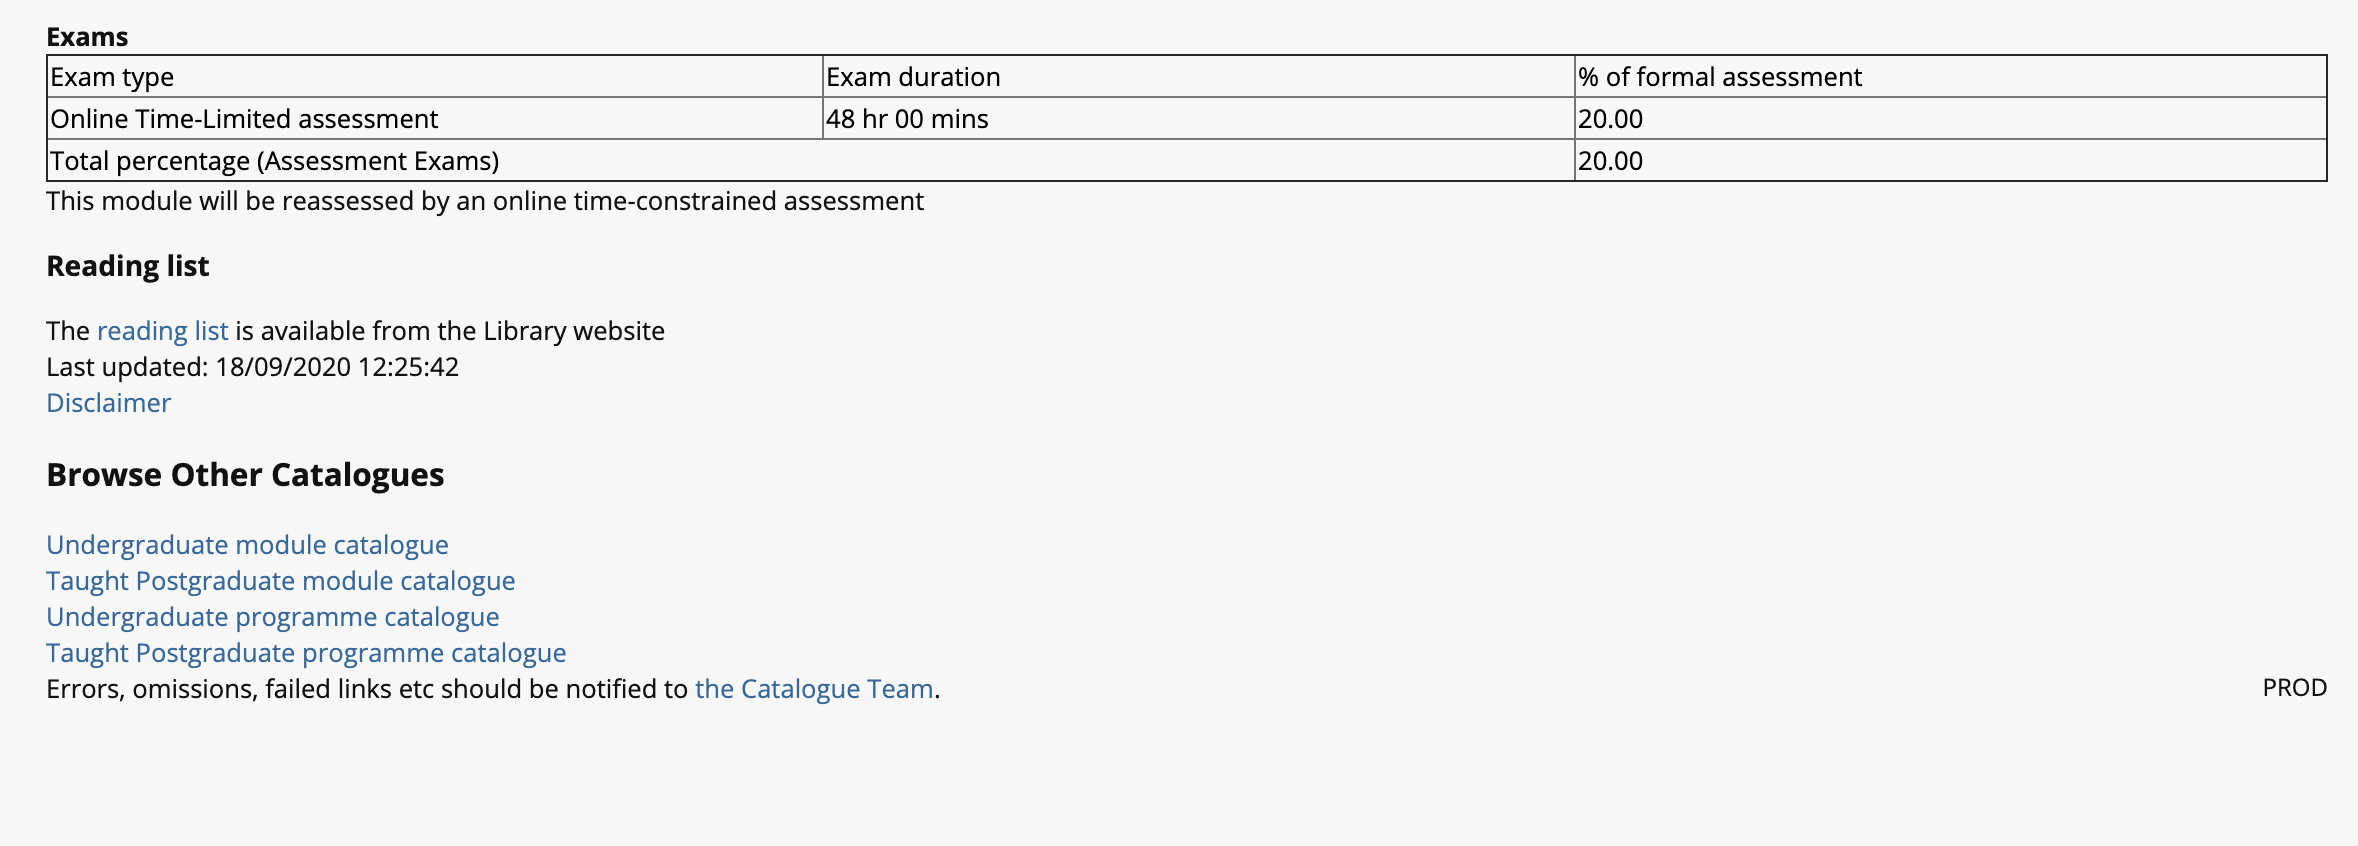 Exams
Exam type Exam duration % of formal assessment
Online Time-Limited assessment 48 hr 00 mins 20.00
Total percentage (Assessment Exams) 20.00
This module will be reassessed by an online time-constrained assessment
Reading list
The reading list is available from the Library website
Last updated: 18/09/2020 12:25:42
Disclaimer
Browse Other Catalogues
Undergraduate module catalogue
Taught Postgraduate module catalogue
Undergraduate programme catalogue
Taught Postgraduate programme catalogue
Errors, omissions, failed links etc should be notified to the Catalogue Team. PROD